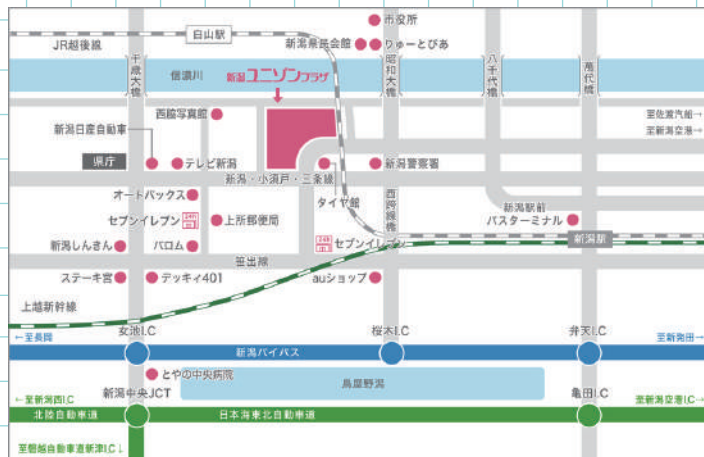 市役所
白山駅
新潟県民会館
りゅーとぴあ
JR越後線
千歳大橋
昭和大橋
八千代橋
萬代橋
信濃川
新潟ユニゾンプラザ
西脇写真館
至佐渡汽船→
新潟日産自動車
至新潟空港→
県庁
テレビ新潟
新潟警察署
新潟・小須戸・三条線
オートバックス
タイヤ館
西跨線橋
新潟駅前
バスターミナル
セブンイレブン
上所郵便局
新潟駅
新潟しんきん
パロム
セブンイレブン
笹出線
ステーキ宮
デッキィ401
auショップ
上越新幹線
女池I.C
桜木I.C
弁天I.C
←至長岡
新潟バイパス
至新発田→
とやの中央病院
鳥屋野潟
新潟中央JCT
亀田I.C
←至新潟西I.C
至新潟空港I.C→
北陸自動車道
日本海東北自動車道
至磐越自動車道新津I.C↓